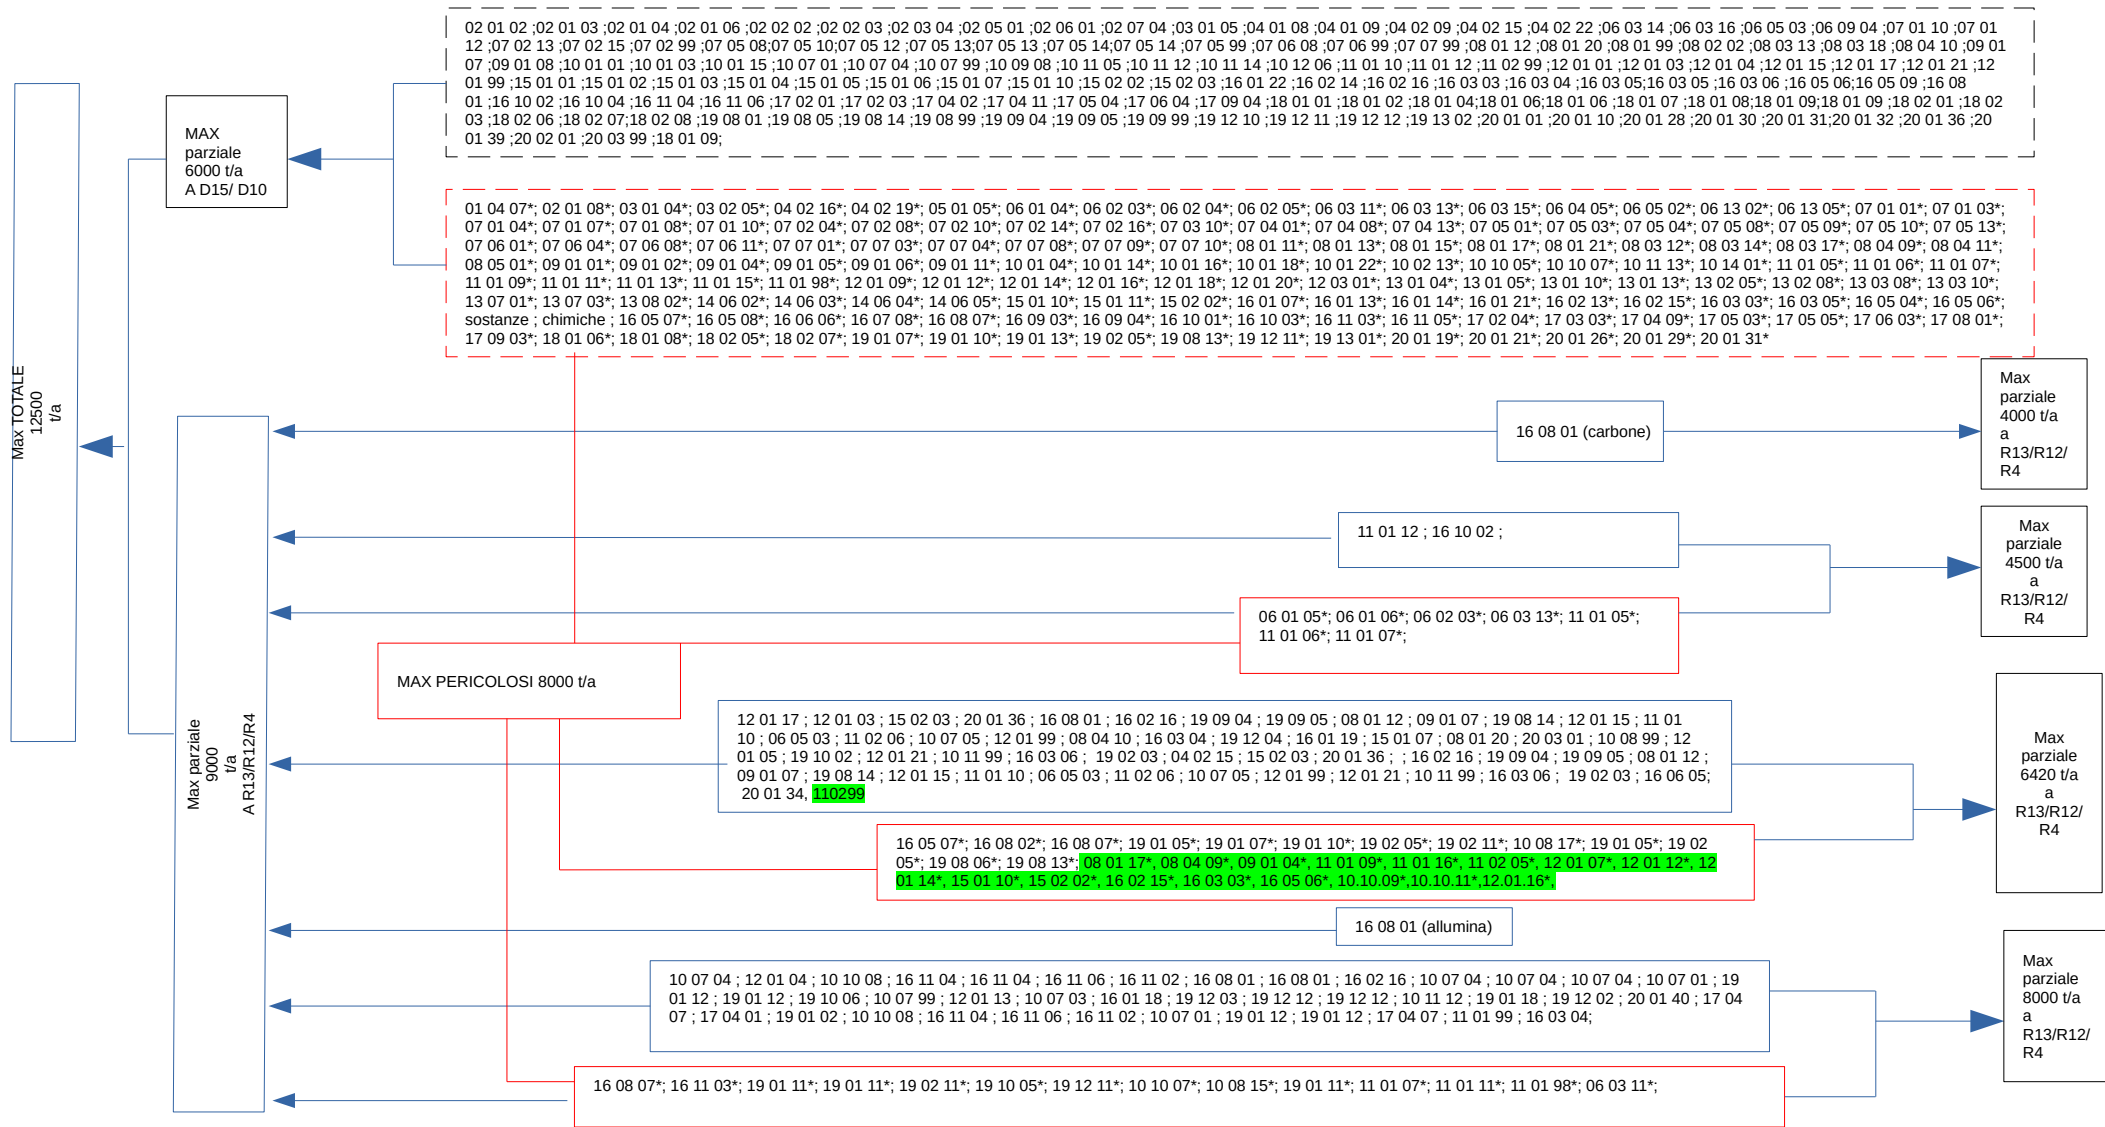 02 01 02 ;02 01 03 ;02 01 04 ;02 01 06 ;02 02 02 ;02 02 03 ;02 03 04 ;02 05 01 ;02 06 01 ;02 07 04 ;03 01 05 ;04 01 08 ;04 01 09 ;04 02 09 ;04 02 15 ;04 02 22 ;06 03 14 ;06 03 16 ;06 05 03 ;06 09 04 ;07 01 10 ;07 01
12 ;07 02 13 ;07 02 15 ;07 02 99 ;07 05 08;07 05 10;07 05 12 ;07 05 13;07 05 13 ;07 05 14;07 05 14 ;07 05 99 ;07 06 08 ;07 06 99 ;07 07 99 ;08 01 12 ;08 01 20 ;08 01 99 ;08 02 02 ;08 03 13 ;08 03 18 ;08 04 10 ;09 01
07 ;09 01 08 ;10 01 01 ;10 01 03 ;10 01 15 ;10 07 01 ;10 07 04 ;10 07 99 ;10 09 08 ;10 11 05 ;10 11 12 ;10 11 14 ;10 12 06 ;11 01 10 ;11 01 12 ;11 02 99 ;12 01 01 ;12 01 03 ;12 01 04 ;12 01 15 ;12 01 17 ;12 01 21 ;12
01 99 ;15 01 01 ;15 01 02 ;15 01 03 ;15 01 04 ;15 01 05 ;15 01 06 ;15 01 07 ;15 01 10 ;15 02 02 ;15 02 03 ;16 01 22 ;16 02 14 ;16 02 16 ;16 03 03 ;16 03 04 ;16 03 05;16 03 05 ;16 03 06 ;16 05 06;16 05 09 ;16 08
01 ;16 10 02 ;16 10 04 ;16 11 04 ;16 11 06 ;17 02 01 ;17 02 03 ;17 04 02 ;17 04 11 ;17 05 04 ;17 06 04 ;17 09 04 ;18 01 01 ;18 01 02 ;18 01 04;18 01 06;18 01 06 ;18 01 07 ;18 01 08;18 01 09;18 01 09 ;18 02 01 ;18 02
03 ;18 02 06 ;18 02 07;18 02 08 ;19 08 01 ;19 08 05 ;19 08 14 ;19 08 99 ;19 09 04 ;19 09 05 ;19 09 99 ;19 12 10 ;19 12 11 ;19 12 12 ;19 13 02 ;20 01 01 ;20 01 10 ;20 01 28 ;20 01 30 ;20 01 31;20 01 32 ;20 01 36 ;20
01 39 ;20 02 01 ;20 03 99 ;18 01 09;
MAX
parziale
6000 t/a
A D15/ D10
01 04 07*; 02 01 08*; 03 01 04*; 03 02 05*; 04 02 16*; 04 02 19*; 05 01 05*; 06 01 04*; 06 02 03*; 06 02 04*; 06 02 05*; 06 03 11*; 06 03 13*; 06 03 15*; 06 04 05*; 06 05 02*; 06 13 02*; 06 13 05*; 07 01 01*; 07 01 03*;
07 01 04*; 07 01 07*; 07 01 08*; 07 01 10*; 07 02 04*; 07 02 08*; 07 02 10*; 07 02 14*; 07 02 16*; 07 03 10*; 07 04 01*; 07 04 08*; 07 04 13*; 07 05 01*; 07 05 03*; 07 05 04*; 07 05 08*; 07 05 09*; 07 05 10*; 07 05 13*;
07 06 01*; 07 06 04*; 07 06 08*; 07 06 11*; 07 07 01*; 07 07 03*; 07 07 04*; 07 07 08*; 07 07 09*; 07 07 10*; 08 01 11*; 08 01 13*; 08 01 15*; 08 01 17*; 08 01 21*; 08 03 12*; 08 03 14*; 08 03 17*; 08 04 09*; 08 04 11*;
08 05 01*; 09 01 01*; 09 01 02*; 09 01 04*; 09 01 05*; 09 01 06*; 09 01 11*; 10 01 04*; 10 01 14*; 10 01 16*; 10 01 18*; 10 01 22*; 10 02 13*; 10 10 05*; 10 10 07*; 10 11 13*; 10 14 01*; 11 01 05*; 11 01 06*; 11 01 07*;
11 01 09*; 11 01 11*; 11 01 13*; 11 01 15*; 11 01 98*; 12 01 09*; 12 01 12*; 12 01 14*; 12 01 16*; 12 01 18*; 12 01 20*; 12 03 01*; 13 01 04*; 13 01 05*; 13 01 10*; 13 01 13*; 13 02 05*; 13 02 08*; 13 03 08*; 13 03 10*;
13 07 01*; 13 07 03*; 13 08 02*; 14 06 02*; 14 06 03*; 14 06 04*; 14 06 05*; 15 01 10*; 15 01 11*; 15 02 02*; 16 01 07*; 16 01 13*; 16 01 14*; 16 01 21*; 16 02 13*; 16 02 15*; 16 03 03*; 16 03 05*; 16 05 04*; 16 05 06*;
sostanze ; chimiche ; 16 05 07*; 16 05 08*; 16 06 06*; 16 07 08*; 16 08 07*; 16 09 03*; 16 09 04*; 16 10 01*; 16 10 03*; 16 11 03*; 16 11 05*; 17 02 04*; 17 03 03*; 17 04 09*; 17 05 03*; 17 05 05*; 17 06 03*; 17 08 01*;
17 09 03*; 18 01 06*; 18 01 08*; 18 02 05*; 18 02 07*; 19 01 07*; 19 01 10*; 19 01 13*; 19 02 05*; 19 08 13*; 19 12 11*; 19 13 01*; 20 01 19*; 20 01 21*; 20 01 26*; 20 01 29*; 20 01 31*
Max TOTALE
12500
t/a
16 08 01 (carbone)
Max
parziale
4000 t/a
a
R13/R12/
R4
11 01 12 ; 16 10 02 ;
Max
parziale
4500 t/a
a
R13/R12/
R4
06 01 05*; 06 01 06*; 06 02 03*; 06 03 13*; 11 01 05*;
11 01 06*; 11 01 07*;
MAX PERICOLOSI 8000 t/a
Max parziale
9000
t/a
A R13/R12/R4
12 01 17 ; 12 01 03 ; 15 02 03 ; 20 01 36 ; 16 08 01 ; 16 02 16 ; 19 09 04 ; 19 09 05 ; 08 01 12 ; 09 01 07 ; 19 08 14 ; 12 01 15 ; 11 01
10 ; 06 05 03 ; 11 02 06 ; 10 07 05 ; 12 01 99 ; 08 04 10 ; 16 03 04 ; 19 12 04 ; 16 01 19 ; 15 01 07 ; 08 01 20 ; 20 03 01 ; 10 08 99 ; 12
01 05 ; 19 10 02 ; 12 01 21 ; 10 11 99 ; 16 03 06 ;  19 02 03 ; 04 02 15 ; 15 02 03 ; 20 01 36 ;  ; 16 02 16 ; 19 09 04 ; 19 09 05 ; 08 01 12 ;
09 01 07 ; 19 08 14 ; 12 01 15 ; 11 01 10 ; 06 05 03 ; 11 02 06 ; 10 07 05 ; 12 01 99 ; 12 01 21 ; 10 11 99 ; 16 03 06 ;  19 02 03 ; 16 06 05;
20 01 34, 110299
Max
parziale
6420 t/a
a
R13/R12/
R4
16 05 07*; 16 08 02*; 16 08 07*; 19 01 05*; 19 01 07*; 19 01 10*; 19 02 05*; 19 02 11*; 10 08 17*; 19 01 05*; 19 02
05*; 19 08 06*; 19 08 13*; 08 01 17*, 08 04 09*, 09 01 04*, 11 01 09*, 11 01 16*, 11 02 05*, 12 01 07*, 12 01 12*, 12
01 14*, 15 01 10*, 15 02 02*, 16 02 15*, 16 03 03*, 16 05 06*, 10.10.09*,10.10.11*,12.01.16*,
16 08 01 (allumina)
10 07 04 ; 12 01 04 ; 10 10 08 ; 16 11 04 ; 16 11 04 ; 16 11 06 ; 16 11 02 ; 16 08 01 ; 16 08 01 ; 16 02 16 ; 10 07 04 ; 10 07 04 ; 10 07 04 ; 10 07 01 ; 19
01 12 ; 19 01 12 ; 19 10 06 ; 10 07 99 ; 12 01 13 ; 10 07 03 ; 16 01 18 ; 19 12 03 ; 19 12 12 ; 19 12 12 ; 10 11 12 ; 19 01 18 ; 19 12 02 ; 20 01 40 ; 17 04
07 ; 17 04 01 ; 19 01 02 ; 10 10 08 ; 16 11 04 ; 16 11 06 ; 16 11 02 ; 10 07 01 ; 19 01 12 ; 19 01 12 ; 17 04 07 ; 11 01 99 ; 16 03 04;
Max
parziale
8000 t/a
a
R13/R12/
R4
16 08 07*; 16 11 03*; 19 01 11*; 19 01 11*; 19 02 11*; 19 10 05*; 19 12 11*; 10 10 07*; 10 08 15*; 19 01 11*; 11 01 07*; 11 01 11*; 11 01 98*; 06 03 11*;